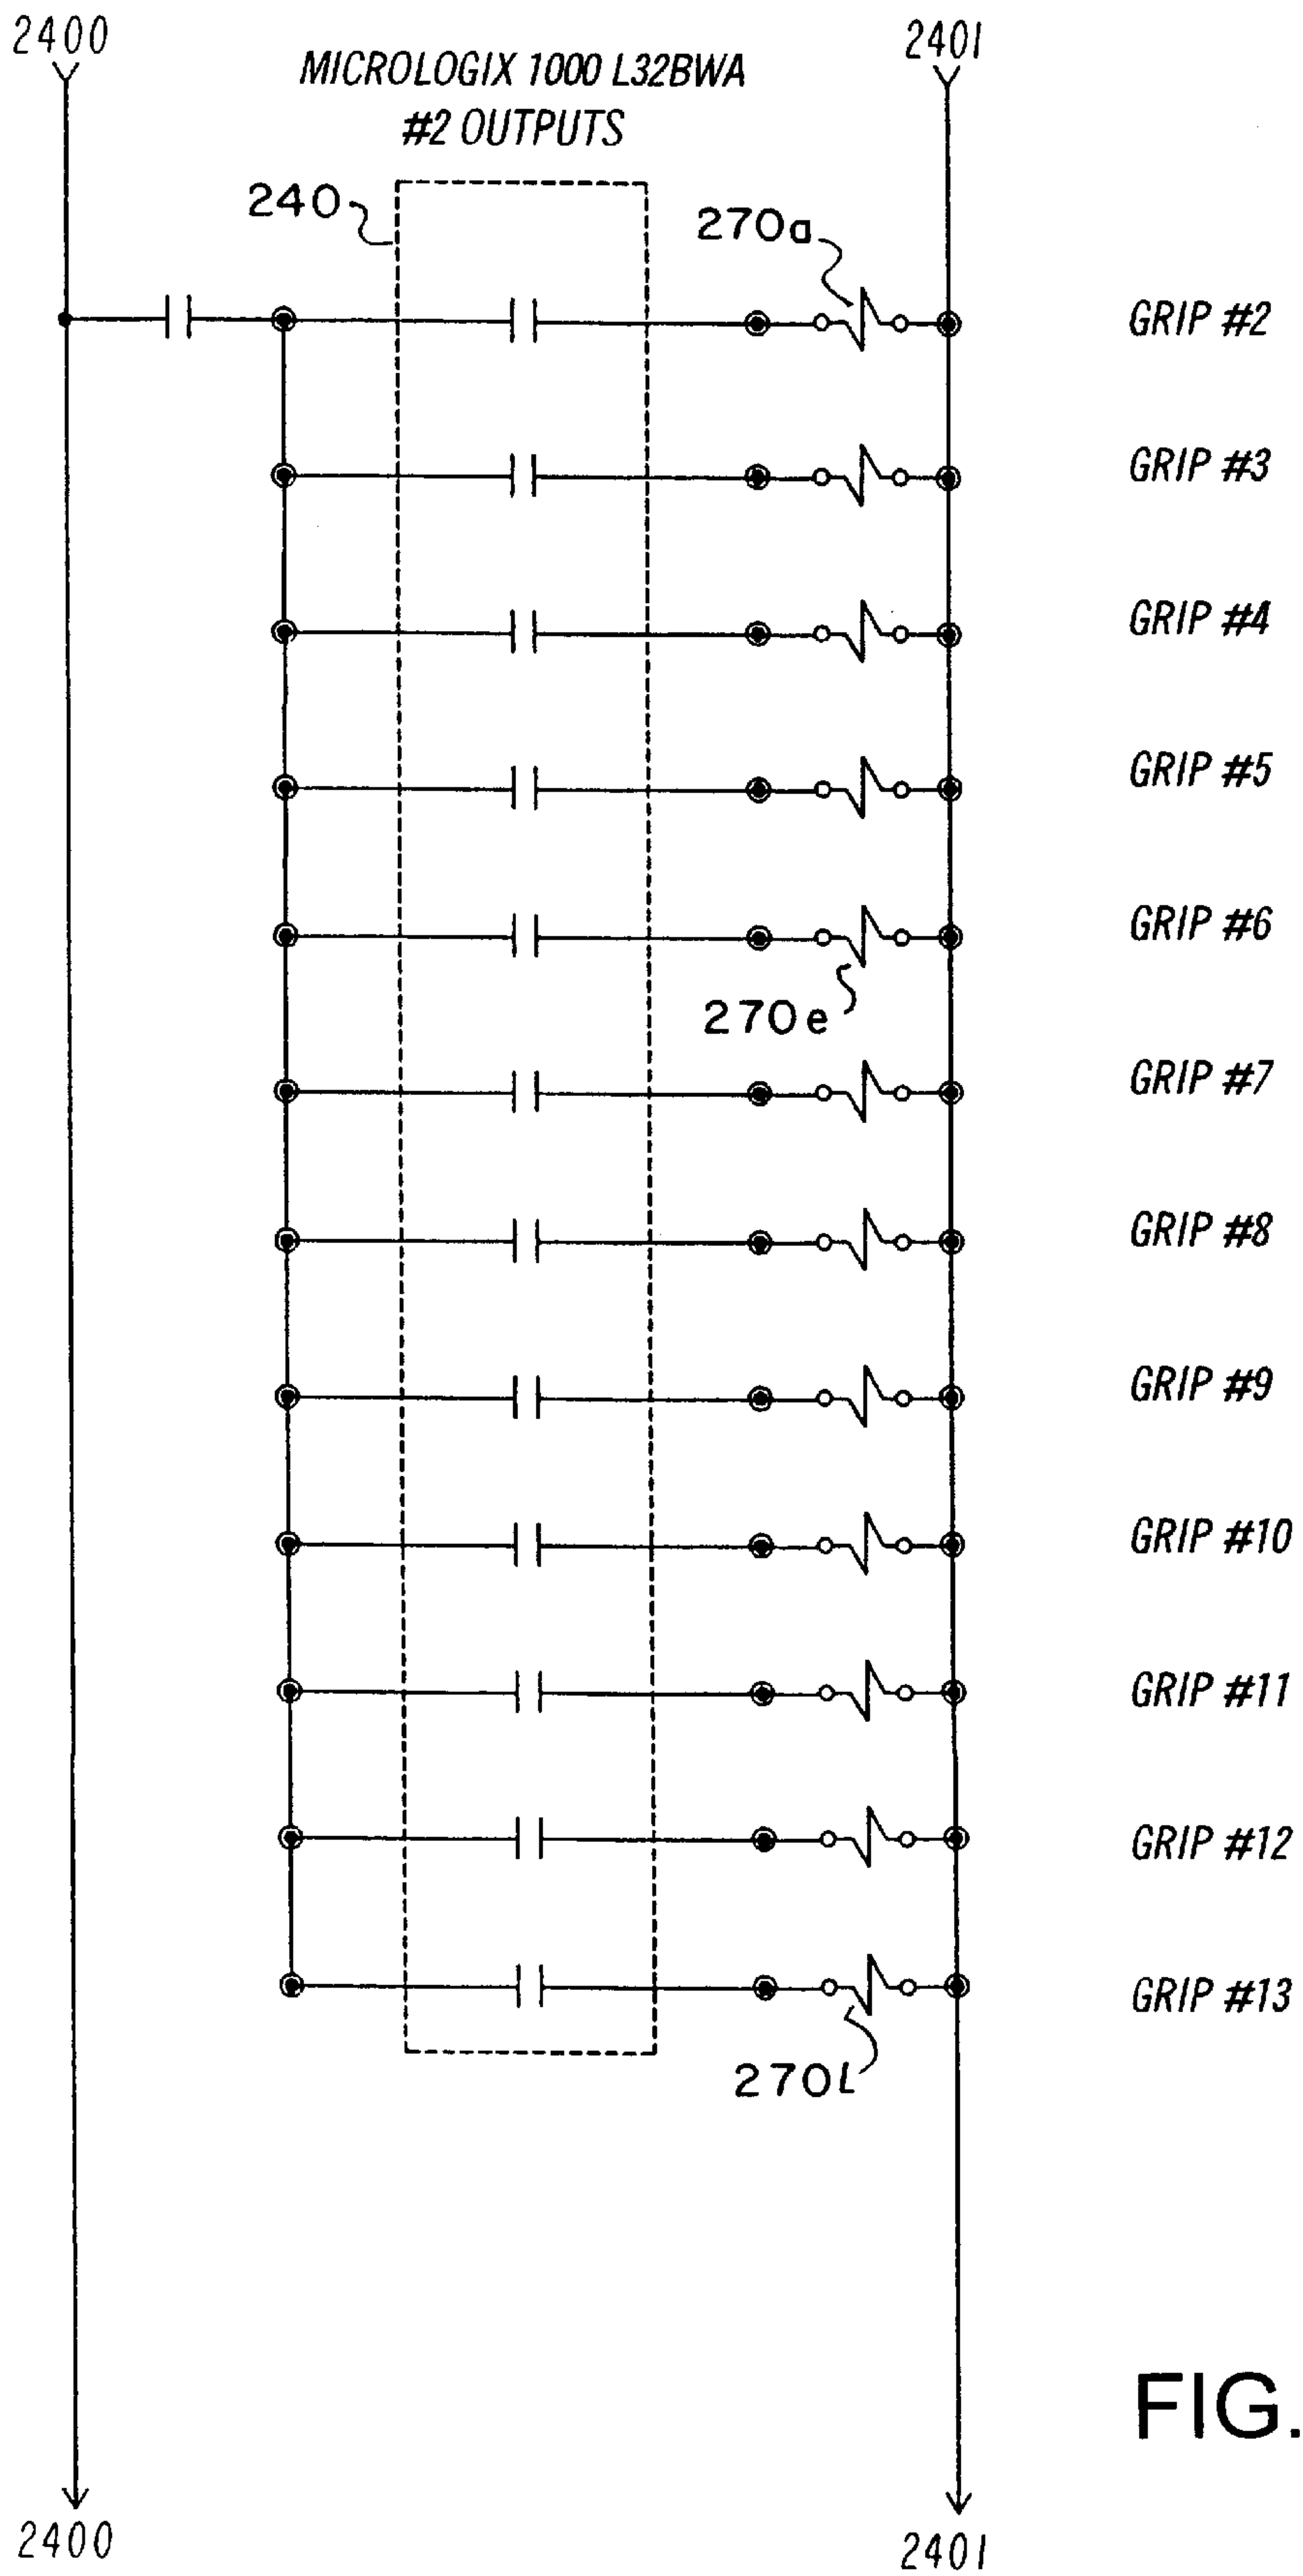 2400
2401
MICROLOGIX 1000 L32BWA
#2 OUTPUTS
240
270a
GRIP #2
GRIP #3
GRIP #4
GRIP #5
GRIP #6
270e
GRIP #7
GRIP #8
GRIP #9
GRIP #10
GRIP #11
GRIP #12
GRIP #13
270l
FIG.
2400
2401